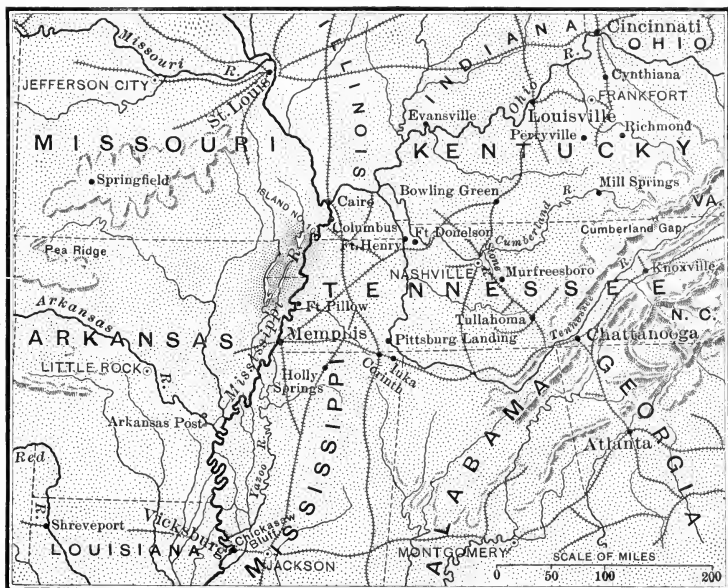 Missouri R.
JEFFERSON CITY
St. Louis
ILLINOIS
INDIANA
Cincinnati
OHIO
Cynthiana
FRANKFORT
Louisville
Ohio R.
Evansville
Perryville
Richmond
MISSOURI
KENTUCKY
Springfield
Bowling Green
Mill Springs
ISLAND NO.
Cairo
Columbus
Ft. Henry
Ft Donelson
Cumberland R.
VA.
Cumberland Gap
Pea Ridge
NASHVILLE
Stone R.
Murfreesboro
Knoxville
TENNESSEE
N. C.
Ft Pillow
Tullahoma
Tennessee R.
Arkansas R.
ARKANSAS
Mississippi R.
Memphis
Pittsburg Landing
Chattanooga
LITTLE ROCK
Holly Springs
Corinth
Iuka
Arkansas Post
Yazoo R.
MISSISSIPPI
ALABAMA
GEORGIA
Atlanta
Red R.
Shreveport
Vicksburg
Chickasaw
Bluffs
LOUISIANA
JACKSON
MONTGOMERY
SCALE OF MILES
0 50 100 200